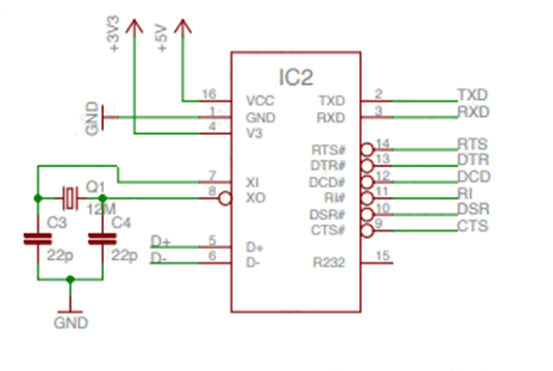 +3V3
+5V
IC2
16 VCC TXD 2 TXD
GND 1 GND RXD 3 RXD
4 V3
RTS# 14 RTS
DTR# 13 DTR
7 XI DCD# 12 DCD
Q1 8 XO RI# 11 RI
12M
C3 C4 DSR# 10 DSR
CTS# 9 CTS
22p 22p D+ 5 D+
D- 6 D- R232 15
GND